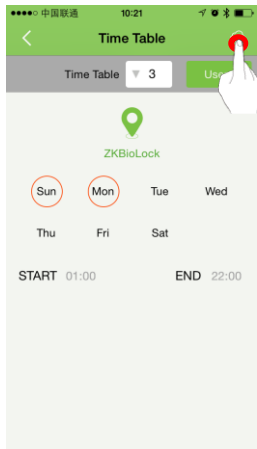 中国联通 10:21
Time Table
Time Table 3
ZKBioLock
Sun Mon Tue Wed
Thu Fri Sat
START 01:00 END 22:00